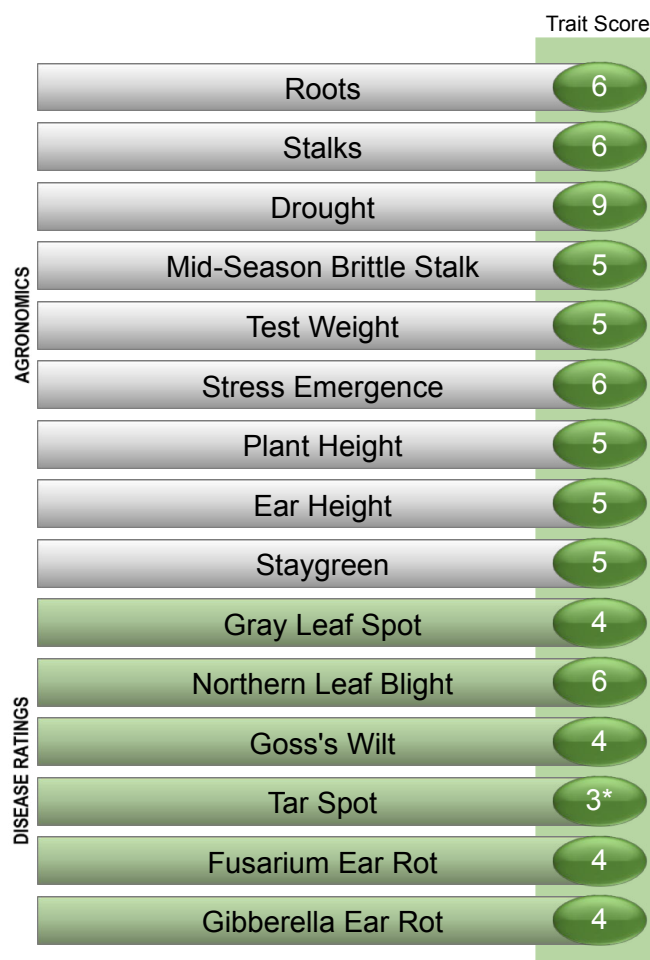 Trait Score
AGRONOMICS
Roots 6
Stalks 6
Drought 9
Mid-Season Brittle Stalk 5
Test Weight 5
Stress Emergence 6
Plant Height 5
Ear Height 5
Staygreen 5
DISEASE RATINGS
Gray Leaf Spot 4
Northern Leaf Blight 6
Goss's Wilt 4
Tar Spot 3*
Fusarium Ear Rot 4
Gibberella Ear Rot 4